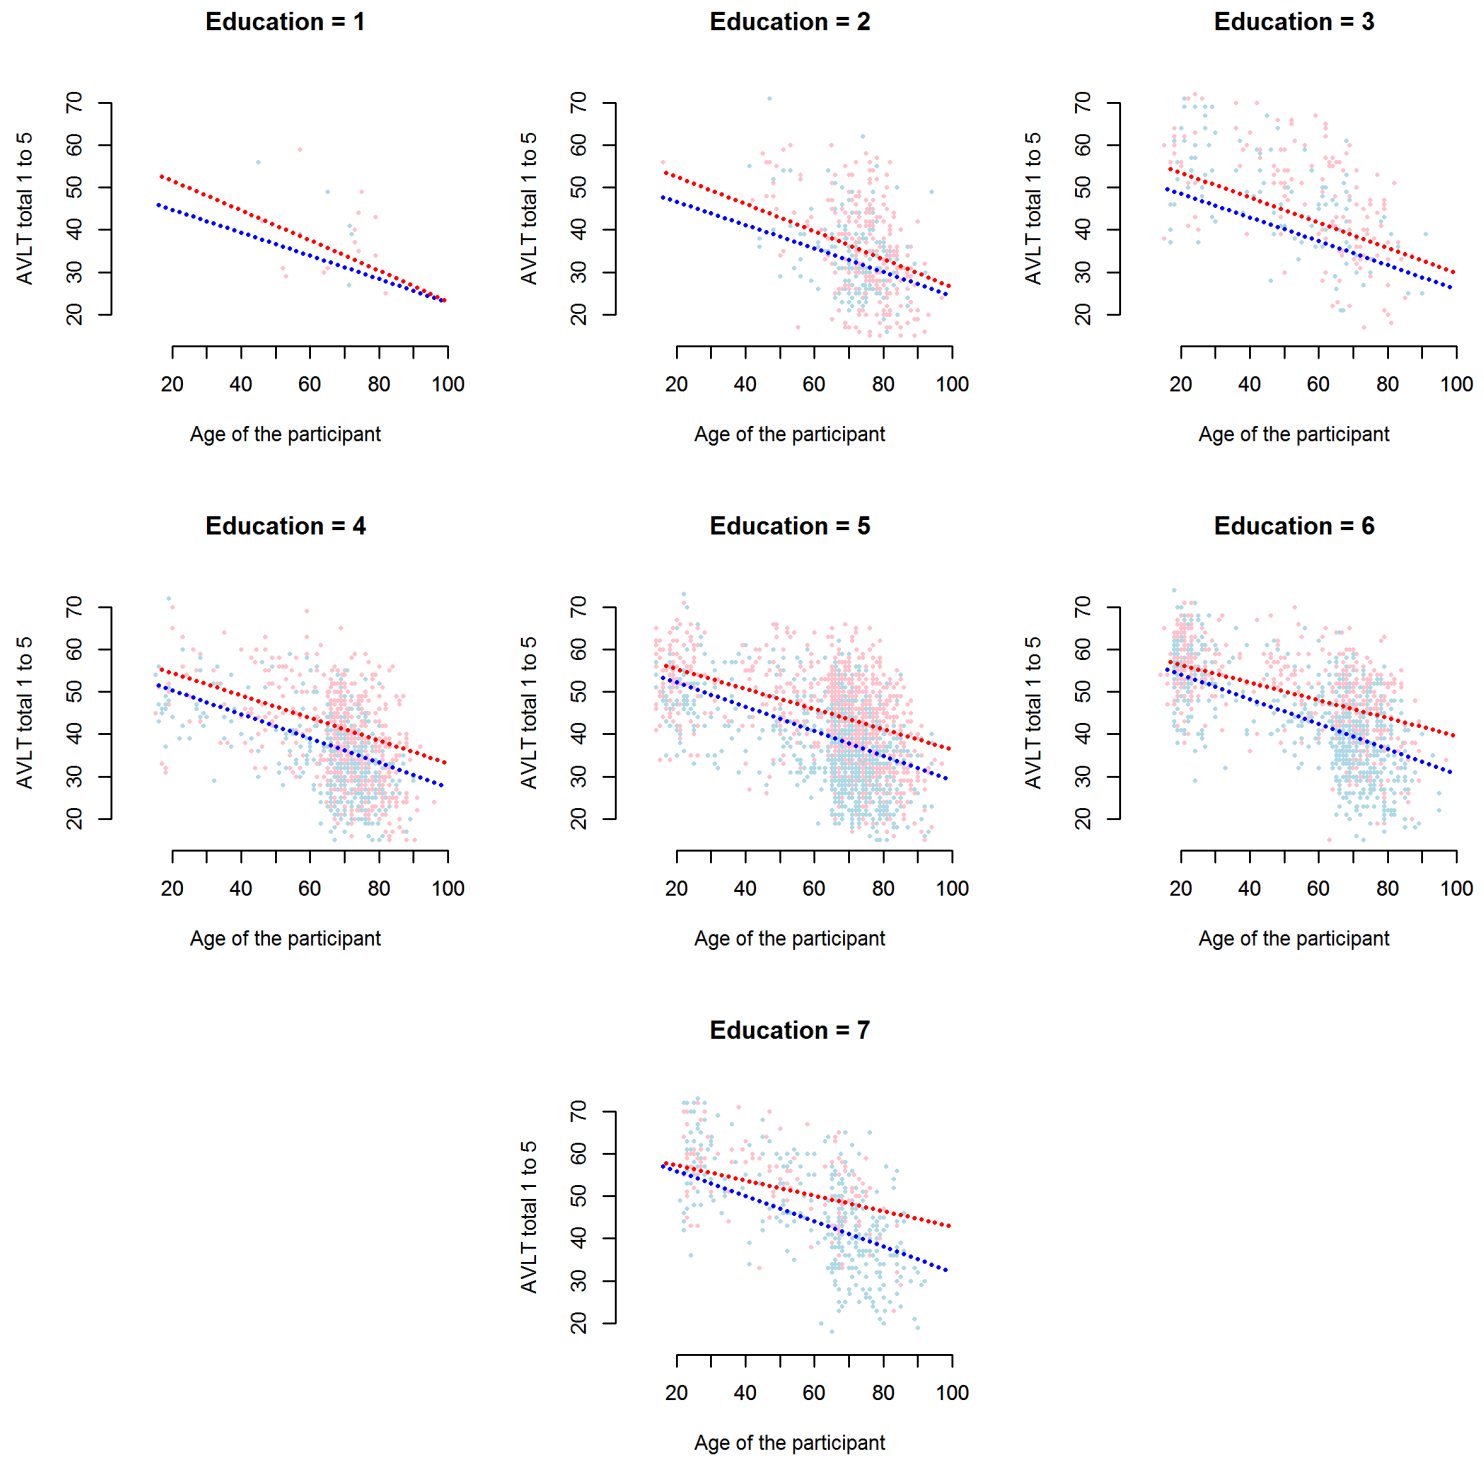 Education = 1
Education = 2
Education = 3
AVLT total 1 to 5
70
60
50
40
30
20
20 40 60 80 100
Age of the participant
AVLT total 1 to 5
70
60
50
40
30
20
20 40 60 80 100
Age of the participant
AVLT total 1 to 5
70
60
50
40
30
20
20 40 60 80 100
Age of the participant
Education = 4
Education = 5
Education = 6
AVLT total 1 to 5
70
60
50
40
30
20
20 40 60 80 100
Age of the participant
AVLT total 1 to 5
70
60
50
40
30
20
20 40 60 80 100
Age of the participant
AVLT total 1 to 5
70
60
50
40
30
20
20 40 60 80 100
Age of the participant
Education = 7
AVLT total 1 to 5
70
60
50
40
30
20
20 40 60 80 100
Age of the participant